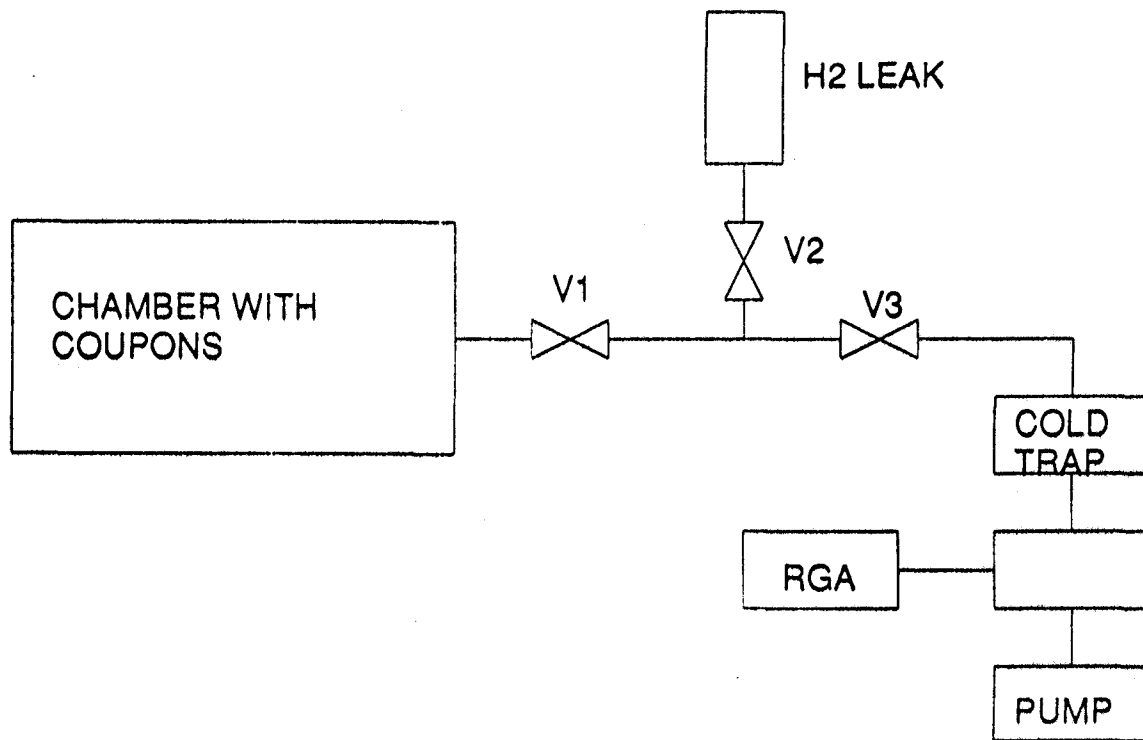 H2 LEAK
V2
V1
V3
CHAMBER WITH
COUPONS
COLD
TRAP
RGA
PUMP